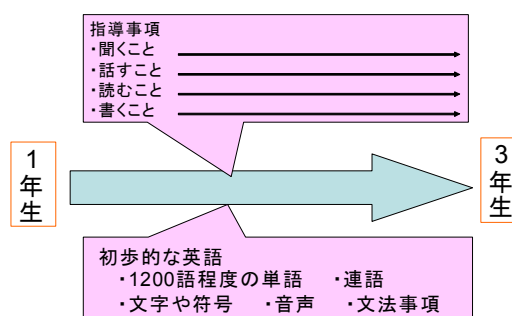 指導事項
・聞くこと
・話すこと
・読むこと
・書くこと
1年生
3年生
初歩的な英語
・1200語程度の単語 ・連語
・文字や符号 ・音声 ・文法事項